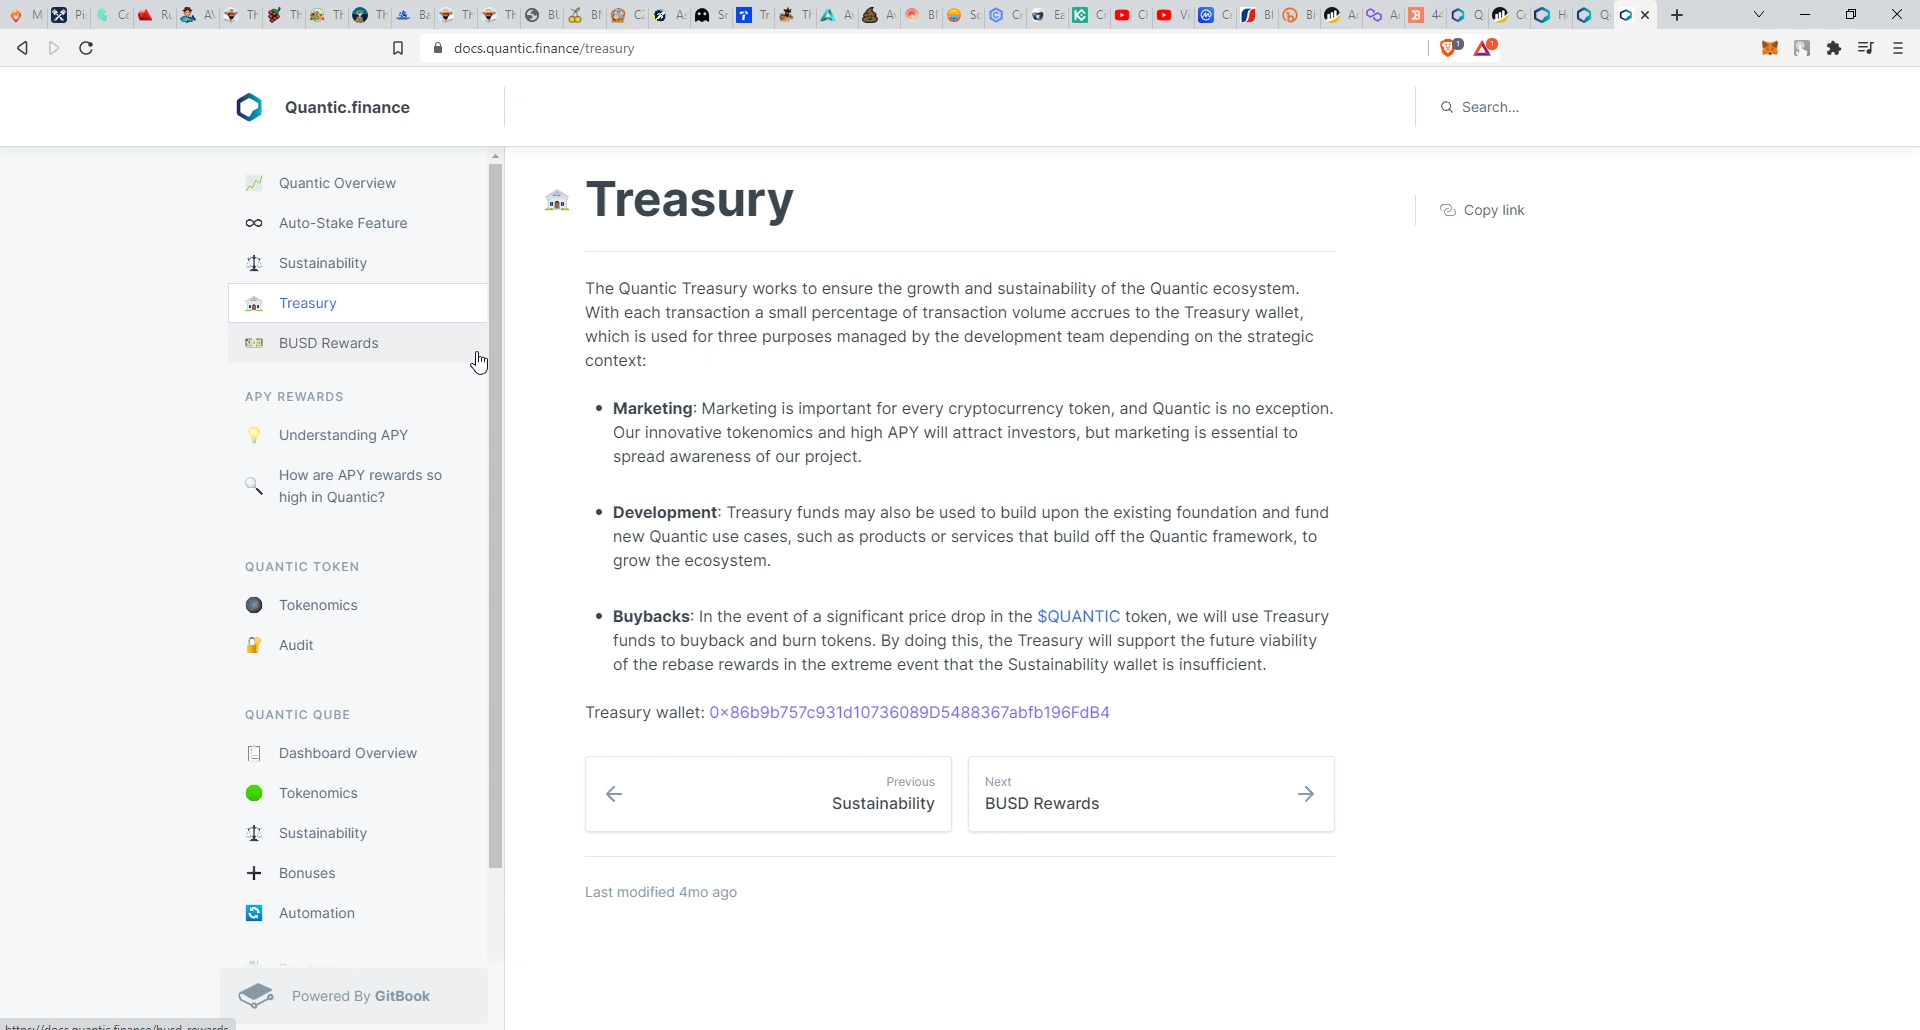 docs.quantic.finance/treasury
Quantic.finance
Search...
Quantic Overview
Auto-Stake Feature
Sustainability
Treasury
BUSD Rewards
APY REWARDS
Understanding APY
How are APY rewards so
high in Quantic?
QUANTIC TOKEN
Tokenomics
Audit
QUANTIC QUBE
Dashboard Overview
Tokenomics
Sustainability
Bonuses
Automation
Powered By GitBook
Treasury
Copy link
The Quantic Treasury works to ensure the growth and sustainability of the Quantic ecosystem.
With each transaction a small percentage of transaction volume accrues to the Treasury wallet,
which is used for three purposes managed by the development team depending on the strategic
context:
• Marketing: Marketing is important for every cryptocurrency token, and Quantic is no exception.
Our innovative tokenomics and high APY will attract investors, but marketing is essential to
spread awareness of our project.
• Development: Treasury funds may also be used to build upon the existing foundation and fund
new Quantic use cases, such as products or services that build off the Quantic framework, to
grow the ecosystem.
• Buybacks: In the event of a significant price drop in the $QUANTIC token, we will use Treasury
funds to buyback and burn tokens. By doing this, the Treasury will support the future viability
of the rebase rewards in the extreme event that the Sustainability wallet is insufficient.
Treasury wallet: 0x86b9b757c931d10736089D5488367abfb196FdB4
Previous
Sustainability
Next
BUSD Rewards
Last modified 4mo ago